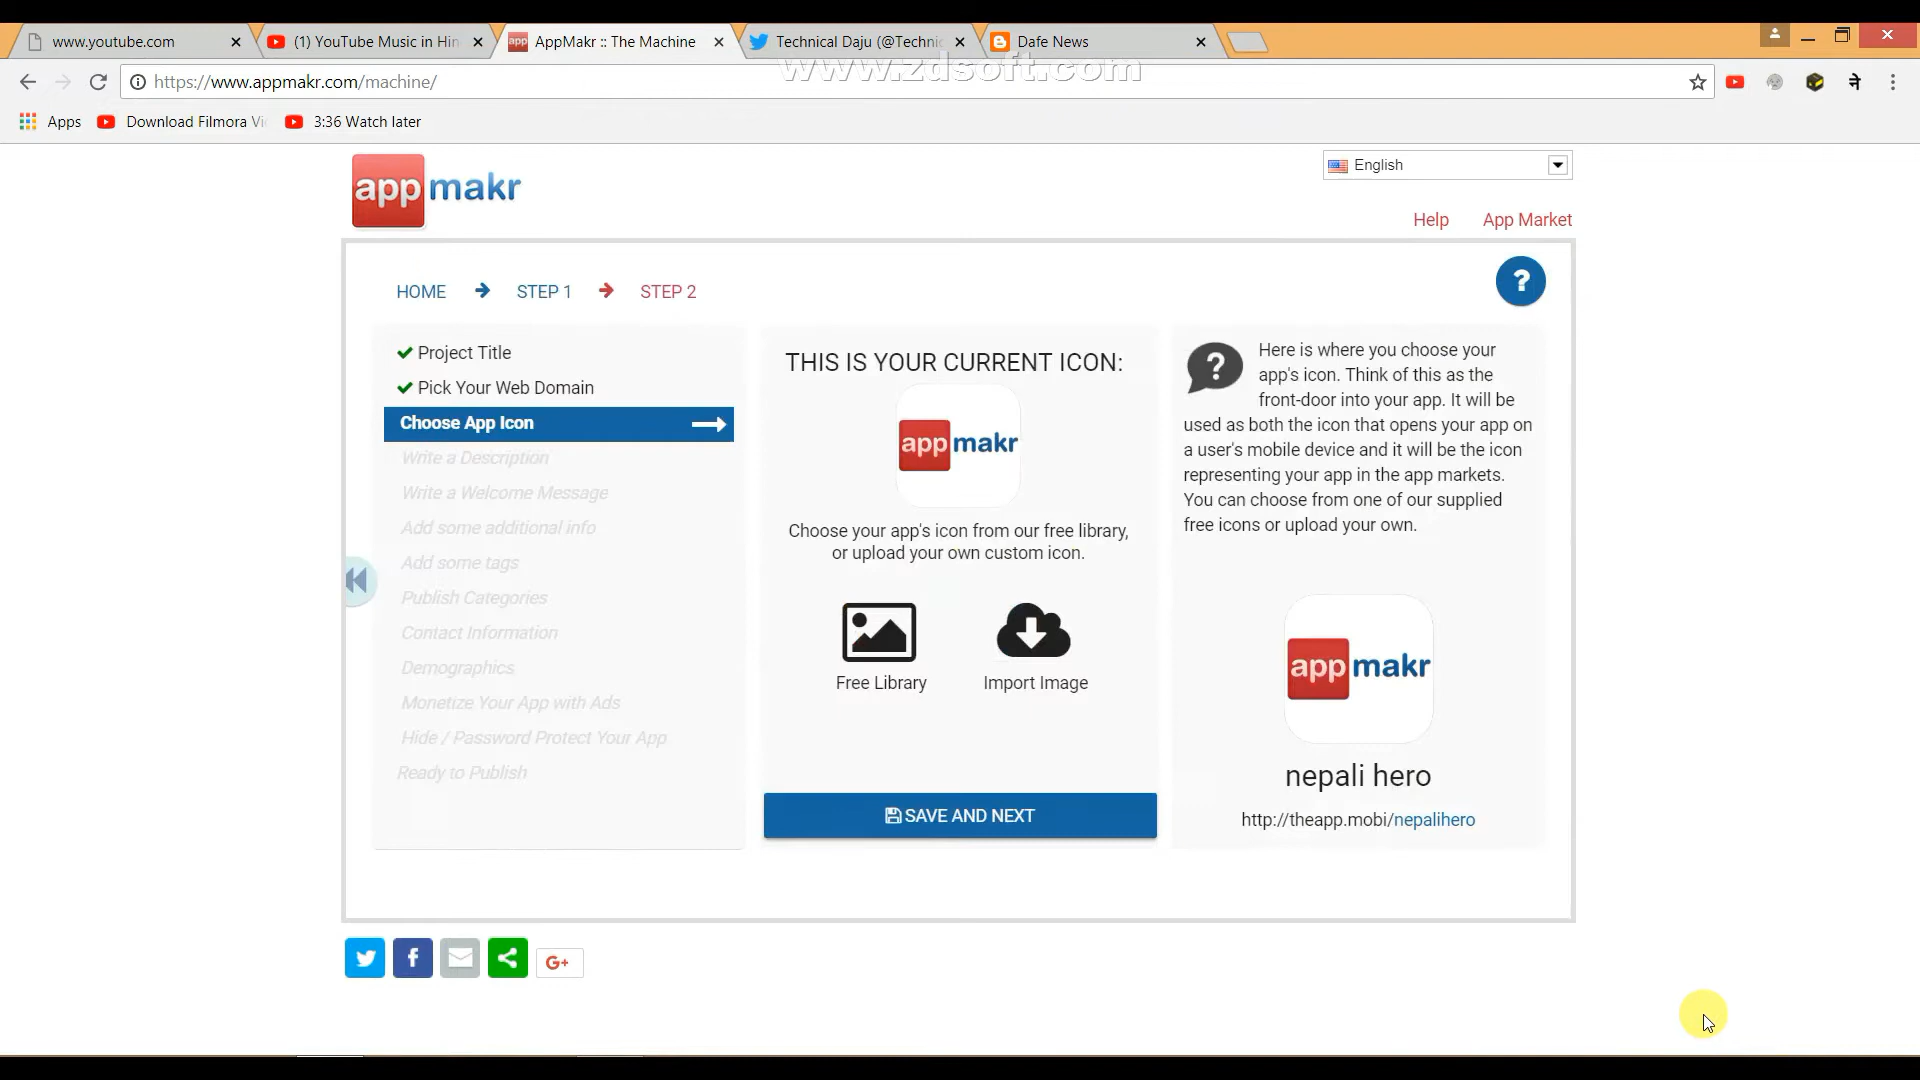 www.youtube.com
(1) YouTube Music in Hin
AppMakr :: The Machine
Technical Daju (@Technic
Dafe News
www.zdsoft.com
https://www.appmakr.com/machine/
ने
Apps
Download Filmora Vi
3:36 Watch later
appmakr
English
Help
App Market
HOME
STEP 1
STEP 2
?
Project Title
Pick Your Web Domain
Choose App Icon
Write a Description
Write a Welcome Message
Add some additional info
Add some tags
Publish Categories
Contact Information
Demographics
Monetize Your App with Ads
Hide / Password Protect Your App
Ready to Publish
THIS IS YOUR CURRENT ICON:
appmakr
Choose your app's icon from our free library,
or upload your own custom icon.
Free Library
Import Image
SAVE AND NEXT
?
Here is where you choose your
app's icon. Think of this as the
front-door into your app. It will be
used as both the icon that opens your app on
a user's mobile device and it will be the icon
representing your app in the app markets.
You can choose from one of our supplied
free icons or upload your own.
appmakr
nepali hero
http://theapp.mobi/nepalihero
f
G+